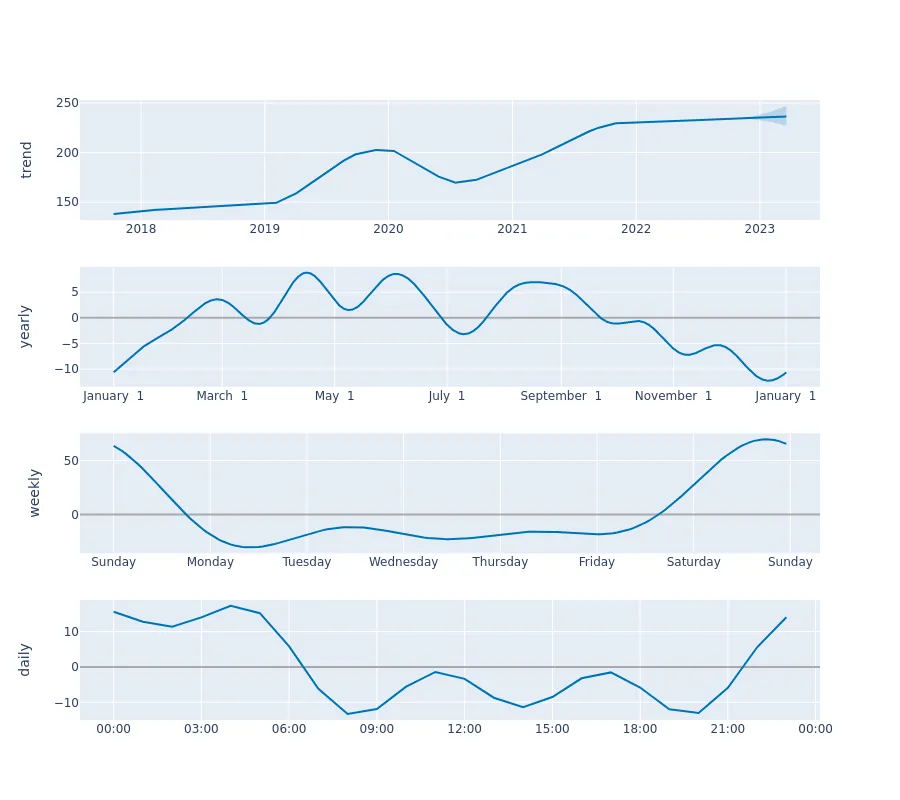 250
200
150
trend
2018 2019 2020 2021 2022 2023
5
0
−5
−10
yearly
January 1 March 1 May 1 July 1 September 1 November 1 January 1
50
0
weekly
Sunday Monday Tuesday Wednesday Thursday Friday Saturday Sunday
10
0
−10
daily
00:00 03:00 06:00 09:00 12:00 15:00 18:00 21:00 00:00